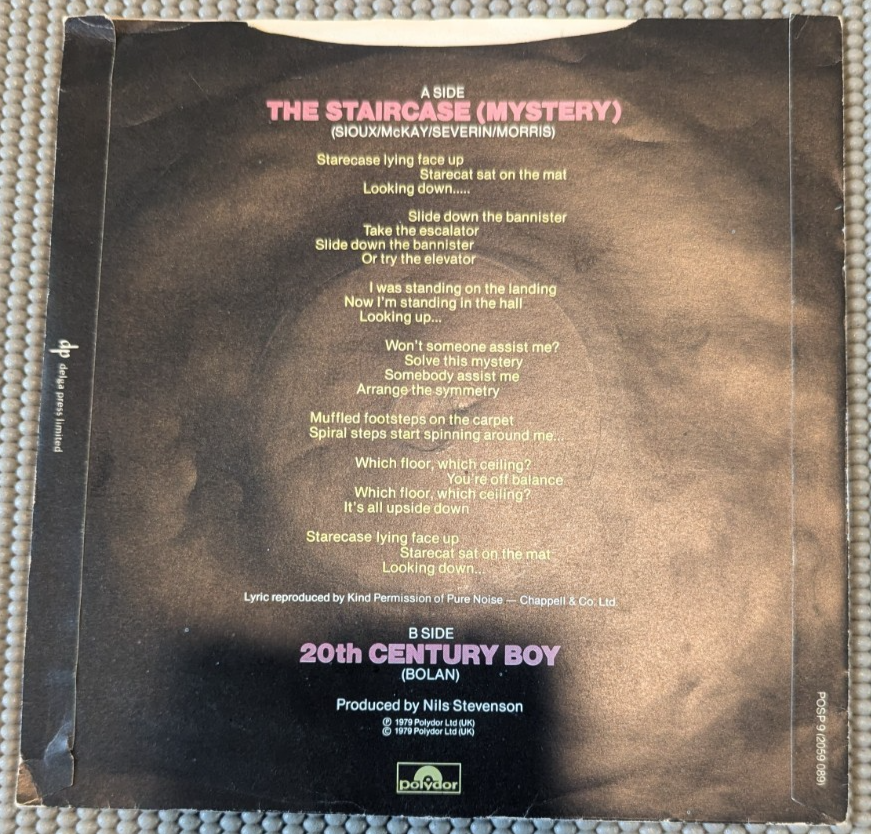 A SIDE
THE STAIRCASE (MYSTERY)
(SIOUX/McKAY/SEVERIN/MORRIS)
Starecase lying face up
Starecat sat on the mat
Looking down.....
Slide down the bannister
Take the escalator
Slide down the bannister
Or try the elevator
I was standing on the landing
Now I'm standing in the hall
Looking up...
Won't someone assist me?
Solve this mystery
Somebody assist me
Arrange the symmetry
Muffled footsteps on the carpet
Spiral steps start spinning around me...
Which floor, which ceiling?
You're off balance
Which floor, which ceiling?
It's all upside down
Starecase lying face up
Starecat sat on the mat
Looking down...
Lyric reproduced by Kind Permission of Pure Noise — Chappell & Co. Ltd.
B SIDE
20th CENTURY BOY
(BOLAN)
Produced by Nils Stevenson
℗ 1979 Polydor Ltd (UK)
© 1979 Polydor Ltd (UK)
polydor
dp delga press limited
POSP 9 (2059 089)